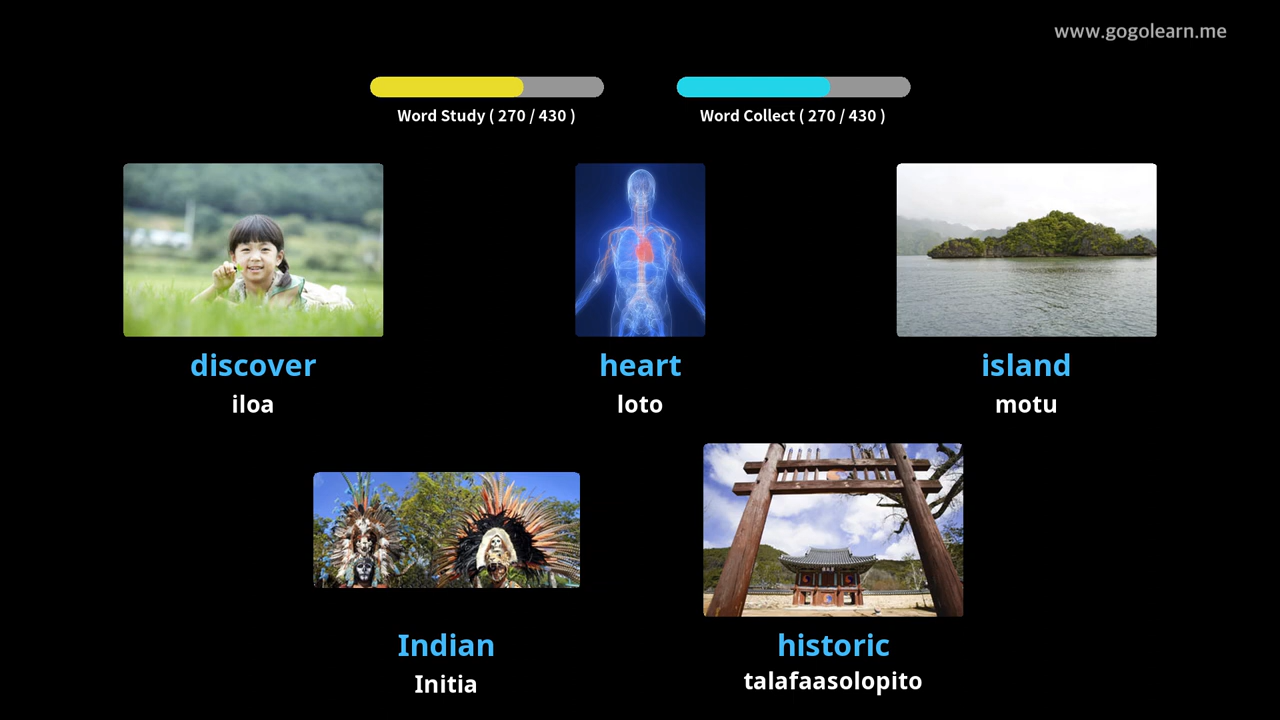 www.gogolearn.me
Word Study ( 270 / 430 )
Word Collect ( 270 / 430 )
discover
iloa
heart
loto
island
motu
Indian
Initia
historic
talafaasolopito